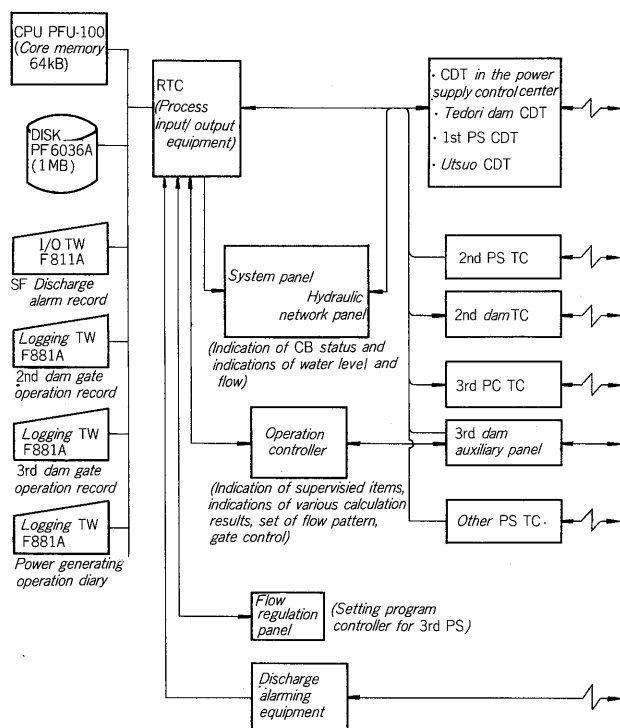 CPU PFU-100
(Core memory
64kB)
DISK
PF6036A
(1MB)
I/O TW
F811A
SF Discharge
alarm record
Logging TW
F881A
2nd dam gate
operation record
Logging TW
F881A
3rd dam gate
operation record
Logging TW
F881A
Power generating
operation diary
RTC
(Process
input/output
equipment)
System panel
Hydraulic
network panel
(Indication of CB status and
indications of water level and
flow)
Operation
controller
(Indication of supervisied items,
indications of various calculation
results, set of flow pattern,
gate control)
Flow
regulation
panel
(Setting program
controller for 3rd PS)
Discharge
alarming
equipment
· CDT in the power
supply control center
· Tedori dam CDT
· 1st PS CDT
· Utsuo CDT
2nd PS TC
2nd dam TC
3rd PC TC
3rd dam
auxiliary panel
Other PS TC·